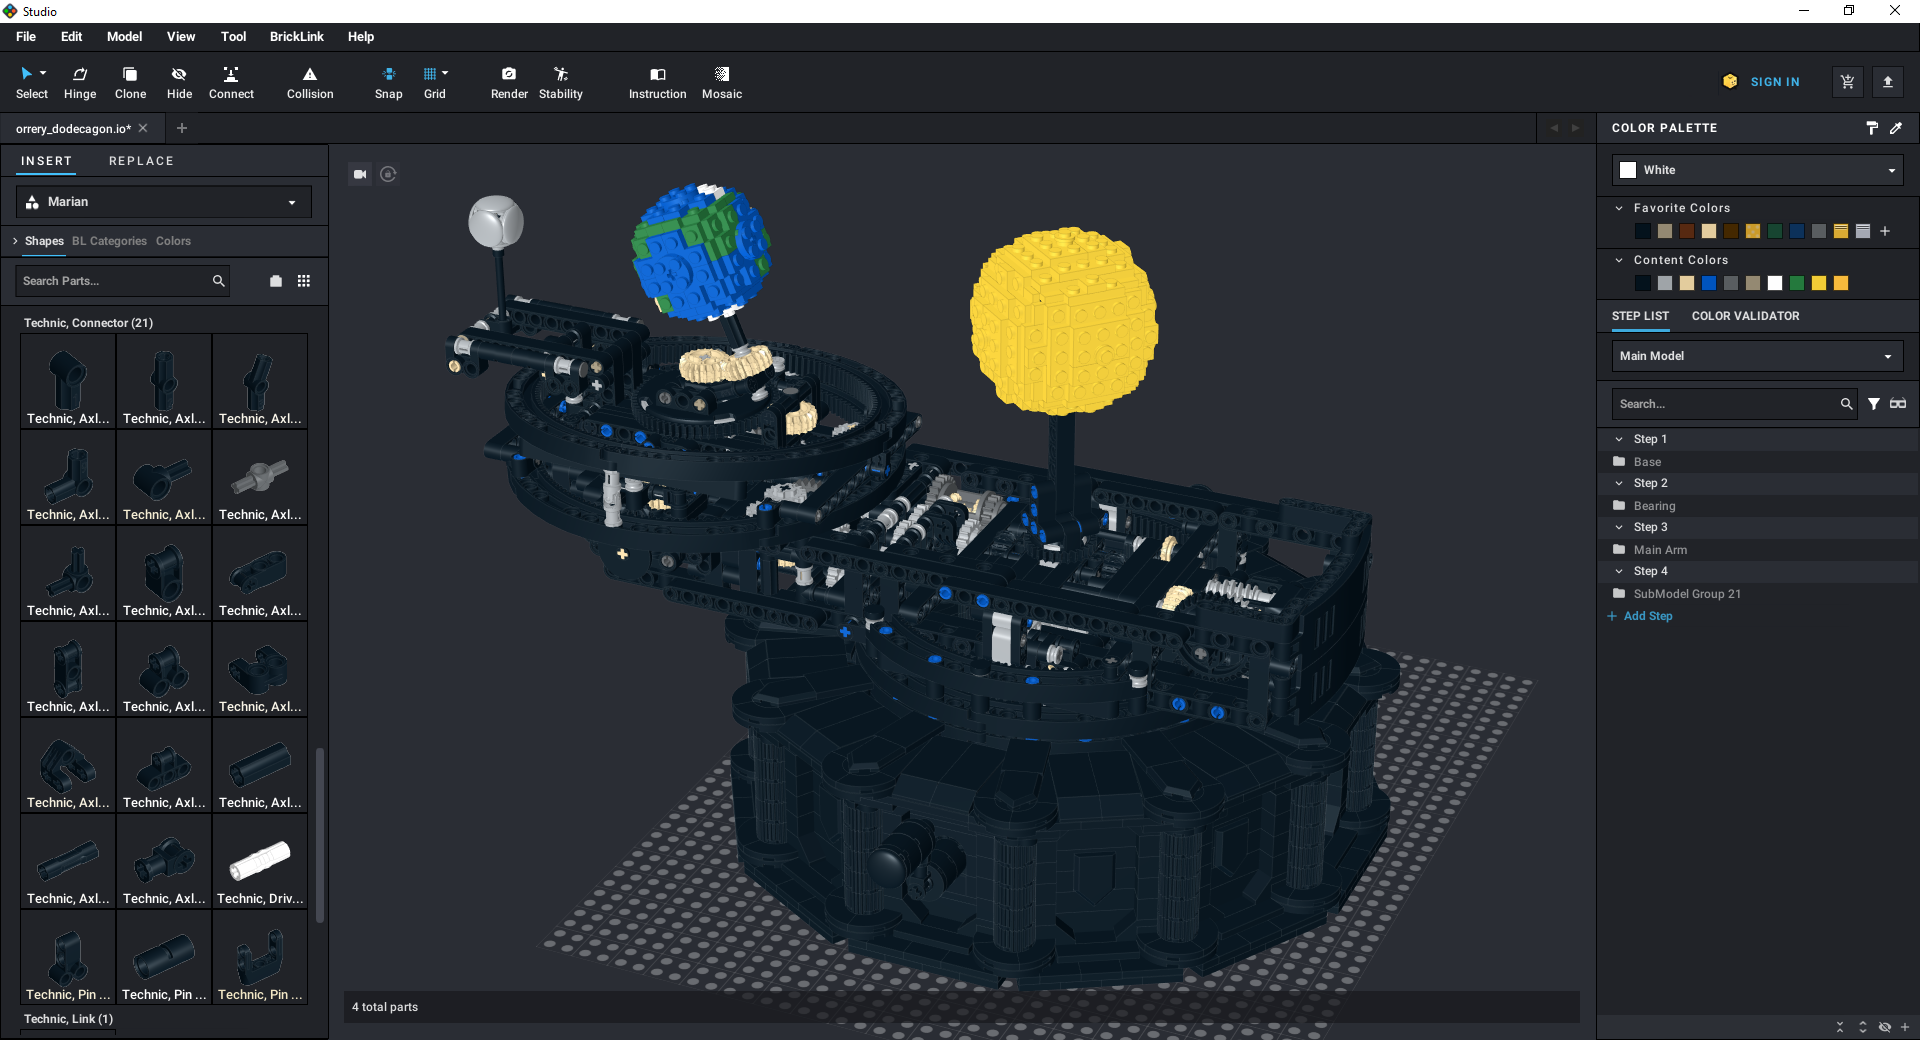 Studio
File Edit Model View Tool BrickLink Help
Select Hinge Clone Hide Connect Collision Snap Grid Render Stability Instruction Mosaic
SIGN IN
orrery_dodecagon.io*
INSERT REPLACE
Marian
Shapes BL Categories Colors
Search Parts...
Technic, Connector (21)
Technic, Axl... Technic, Axl... Technic, Axl...
Technic, Axl... Technic, Axl... Technic, Axl...
Technic, Axl... Technic, Axl... Technic, Axl...
Technic, Axl... Technic, Axl... Technic, Axl...
Technic, Axl... Technic, Axl... Technic, Axl...
Technic, Axl... Technic, Axl... Technic, Driv...
Technic, Pin ... Technic, Pin ... Technic, Pin ...
Technic, Link (1)
4 total parts
COLOR PALETTE
White
Favorite Colors
Content Colors
STEP LIST COLOR VALIDATOR
Main Model
Search...
Step 1
Base
Step 2
Bearing
Step 3
Main Arm
Step 4
SubModel Group 21
+ Add Step